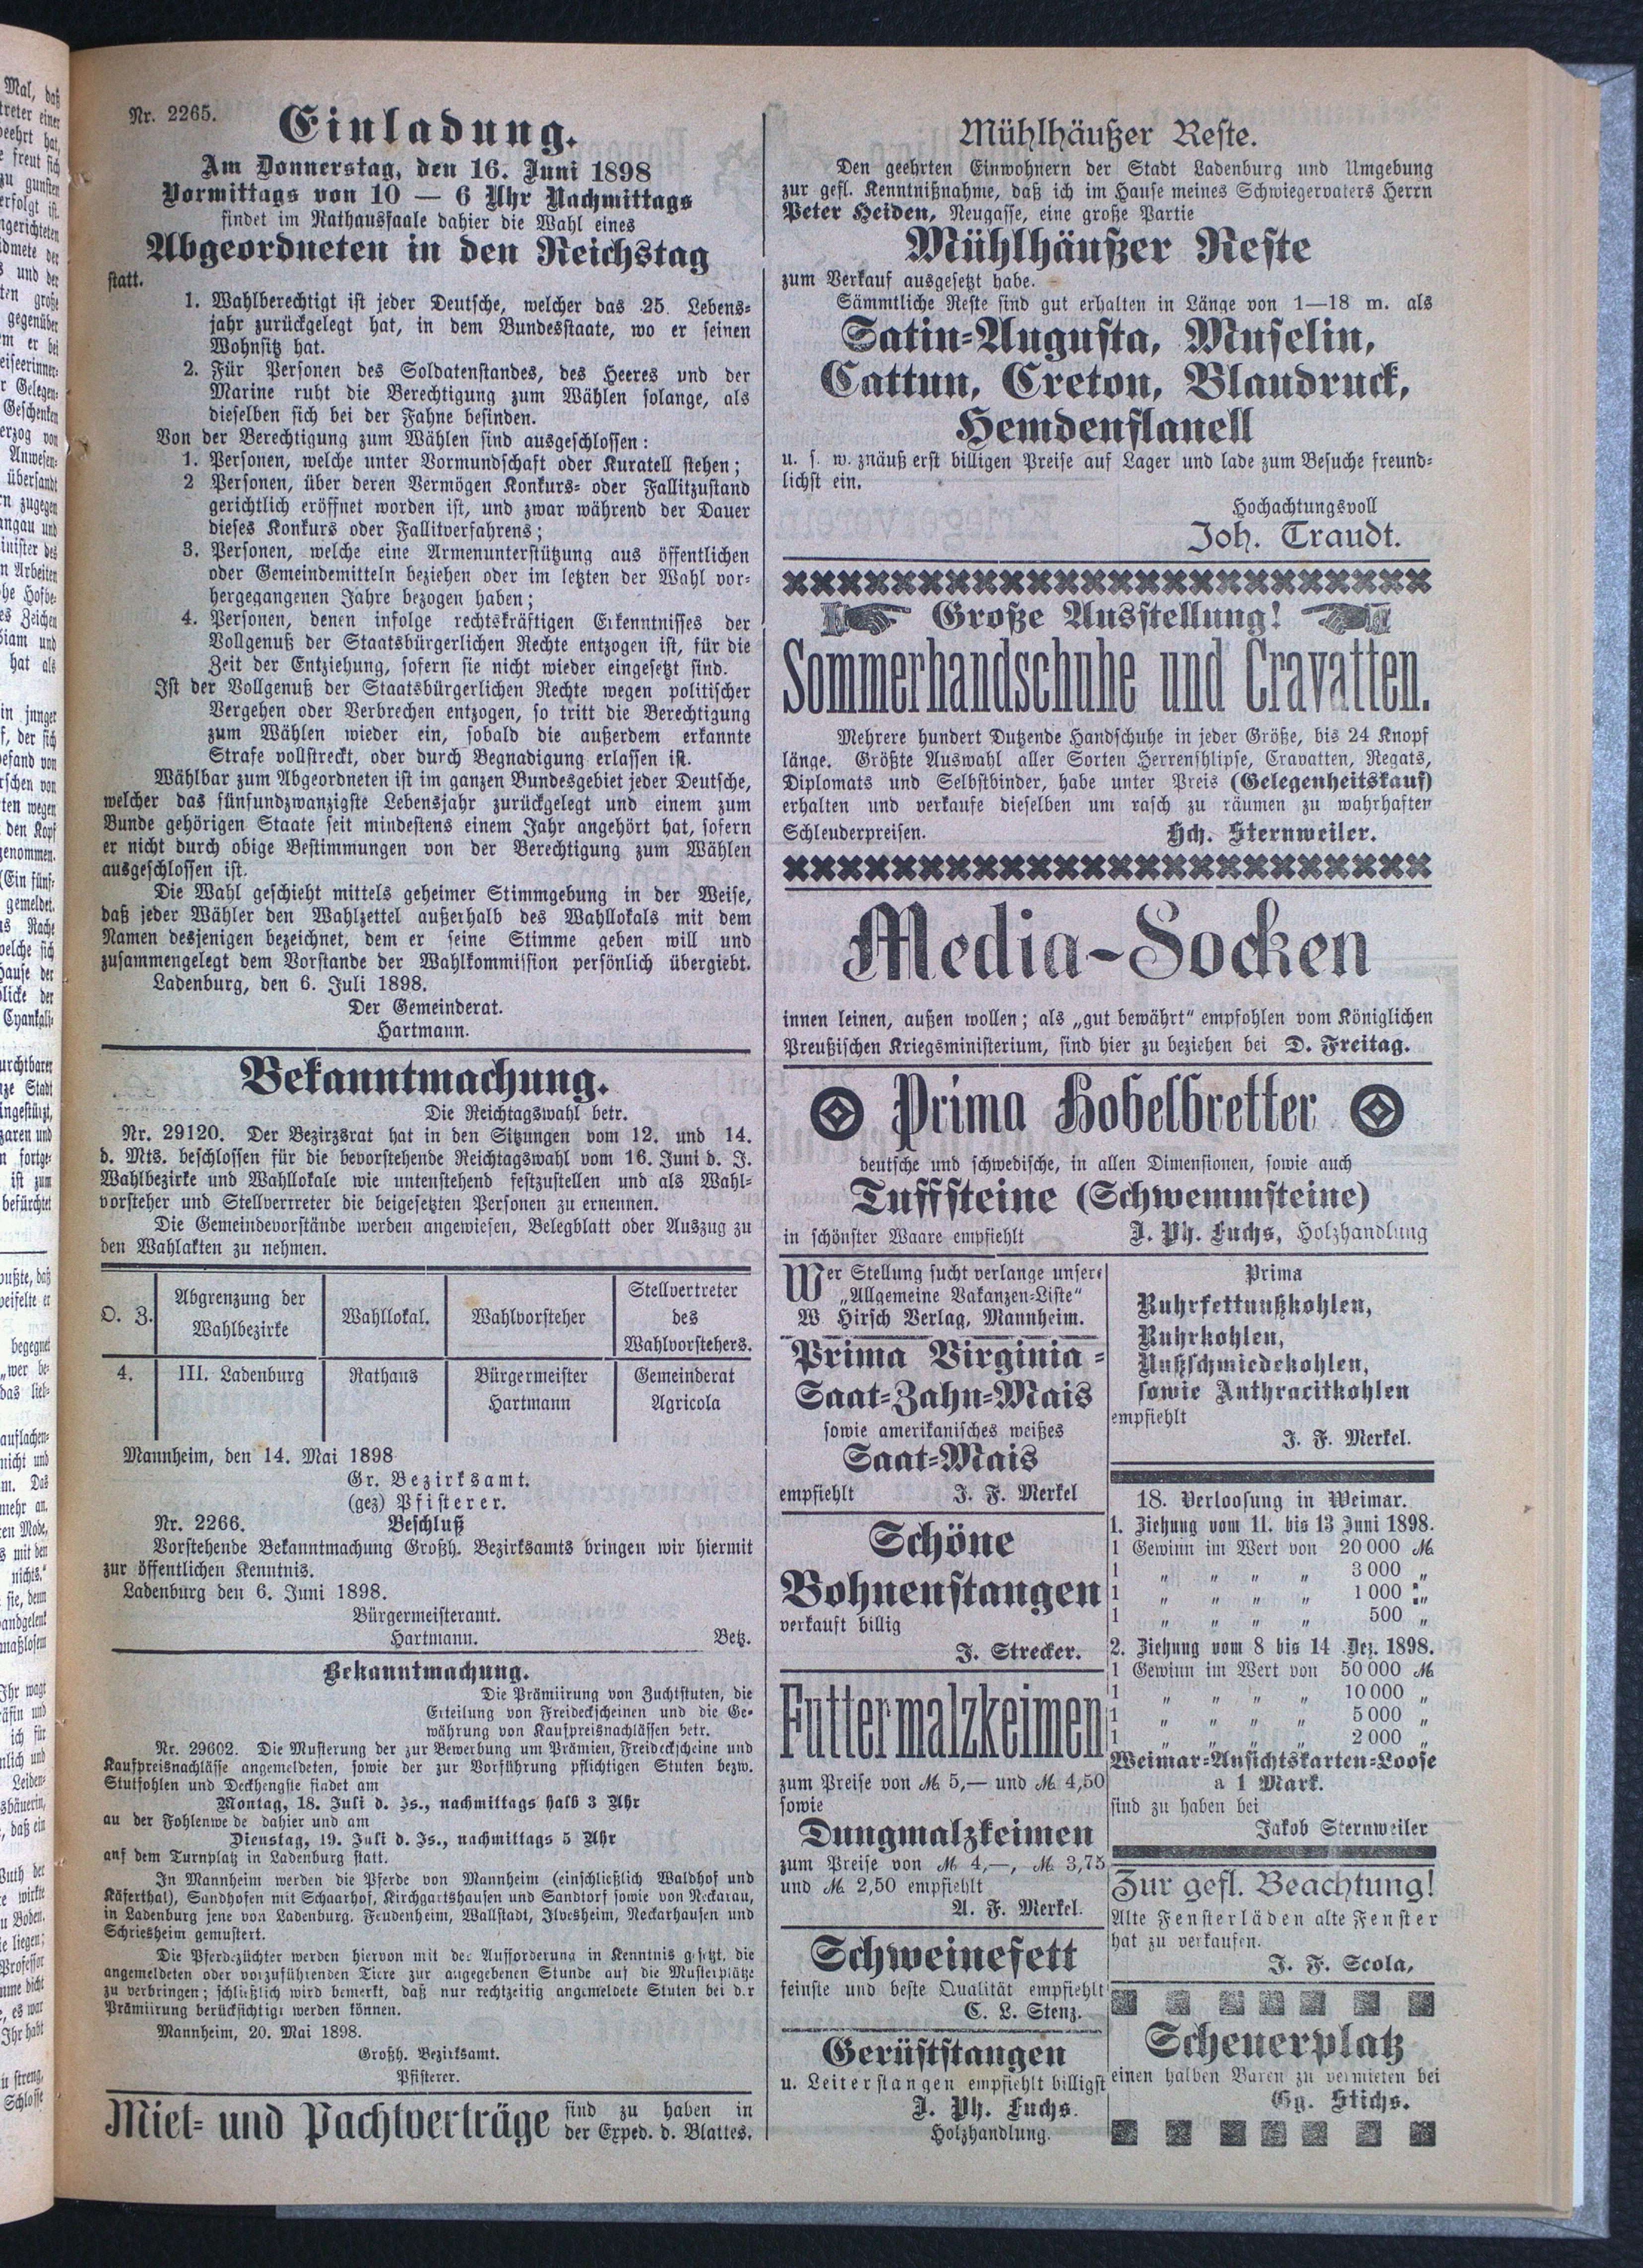 Nr. 2265.
Einladung.
Am Donnerstag, den 16. Juni 1898
Vormittags von 10 — 6 Uhr Nachmittags
findet im Rathaussaale dahier die Wahl eines
Abgeordneten in den Reichstag
statt.
1. Wahlberechtigt ist jeder Deutsche, welcher das 25. Lebens-
jahr zurückgelegt hat, in dem Bundesstaate, wo er seinen
Wohnsitz hat.
2. Für Personen des Soldatenstandes, des Heeres und der
Marine ruht die Berechtigung zum Wählen solange, als
dieselben sich bei der Fahne befinden.
Von der Berechtigung zum Wählen sind ausgeschlossen:
1. Personen, welche unter Vormundschaft oder Kuratell stehen;
2 Personen, über deren Vermögen Konkurs- oder Fallitzustand
gerichtlich eröffnet worden ist, und zwar während der Dauer
dieses Konkurs oder Fallitverfahrens;
3. Personen, welche eine Armenunterstützung aus öffentlichen
oder Gemeindemitteln beziehen oder im letzten der Wahl vor-
hergegangenen Jahre bezogen haben;
4. Personen, denen infolge rechtskräftigen Erkenntnisses der
Vollgenuß der Staatsbürgerlichen Rechte entzogen ist, für die
Zeit der Entziehung, sofern sie nicht wieder eingesetzt sind.
Ist der Vollgenuß der Staatsbürgerlichen Rechte wegen politischer
Vergehen oder Verbrechen entzogen, so tritt die Berechtigung
zum Wählen wieder ein, sobald die außerdem erkannte
Strafe vollstreckt, oder durch Begnadigung erlassen ist.
Wählbar zum Abgeordneten ist im ganzen Bundesgebiet jeder Deutsche,
welcher das fünfundzwanzigste Lebensjahr zurückgelegt und einem zum
Bunde gehörigen Staate seit mindestens einem Jahr angehört hat, sofern
er nicht durch obige Bestimmungen von der Berechtigung zum Wählen
ausgeschlossen ist.
Die Wahl geschieht mittels geheimer Stimmgebung in der Weise,
daß jeder Wähler den Wahlzettel außerhalb des Wahllokals mit dem
Namen desjenigen bezeichnet, dem er seine Stimme geben will und
zusammengelegt dem Vorstande der Wahlkommission persönlich übergiebt.
Ladenburg, den 6. Juli 1898.
Der Gemeinderat.
Hartmann.
Bekanntmachung.
Die Reichtagswahl betr.
Nr. 29120. Der Bezirzsrat hat in den Sitzungen vom 12. und 14.
d. Mts. beschlossen für die bevorstehende Reichtagswahl vom 16. Juni d. J.
Wahlbezirke und Wahllokale wie untenstehend festzustellen und als Wahl-
vorsteher und Stellverrreter die beigesetzten Personen zu ernennen.
Die Gemeindevorstände werden angewiesen, Belegblatt oder Auszug zu
den Wahlakten zu nehmen.
O. Z. Abgrenzung der Wahlbezirke Wahllokal. Wahlvorsteher Stellvertreter des Wahlvorstehers.
4. III. Ladenburg Rathaus Bürgermeister Hartmann Gemeinderat Agricola
Mannheim, den 14. Mai 1898
Gr. Bezirksamt.
(gez) Pfisterer.
Nr. 2266. Beschluß
Vorstehende Bekanntmachung Großh. Bezirksamts bringen wir hiermit
zur öffentlichen Kenntnis.
Ladenburg den 6. Juni 1898.
Bürgermeisteramt.
Hartmann. Betz.
Bekanntmachung.
Die Prämiirung von Zuchtstuten, die
Erteilung von Freideckscheinen und die Ge-
währung von Kaufpreisnachlässen betr.
Nr. 29602. Die Musterung der zur Bewerbung um Prämien, Freideckscheine und
Kaufpreisnachlässe angemeldeten, sowie der zur Vorführung pflichtigen Stuten bezw.
Stutfohlen und Deckhengste findet am
Montag, 18. Juli d. Js., nachmittags halb 3 Uhr
au der Fohlenwe de dahier und am
Dienstag, 19. Juli d. Js., nachmittags 5 Uhr
auf dem Turnplatz in Ladenburg statt.
In Mannheim werden die Pferde von Mannheim (einschließlich Waldhof und
Käferthal), Sandhofen mit Schaarhof, Kirchgartshausen und Sandtorf sowie von Neckarau,
in Ladenburg jene von Ladenburg. Feudenheim, Wallstadt, Ilvesheim, Neckarhausen und
Schriesheim gemustert.
Die Pferdezüchter werden hiervon mit der Aufforderung in Kenntnis gesetzt, die
angemeldeten oder vorzuführenden Tiere zur angegebenen Stunde auf die Musterplätze
zu verbringen; schließlich wird bemerkt, daß nur rechtzeitig angemeldete Stuten bei der
Prämiirung berücksichtigt werden können.
Mannheim, 20. Mai 1898.
Großh. Bezirksamt.
Pfisterer.
Miet- und Pachtverträge sind zu haben in
der Exped. d. Blattes.
Mühlhäußer Reste.
Den geehrten Einwohnern der Stadt Ladenburg und Umgebung
zur gefl. Kenntnißnahme, daß ich im Hause meines Schwiegervaters Herrn
Peter Heiden, Neugasse, eine große Partie
Mühlhäußer Reste
zum Verkauf ausgesetzt habe.
Sämmtliche Reste sind gut erhalten in Länge von 1—18 m. als
Satin-Augusta, Muselin,
Cattun, Creton, Blaudruck,
Hemdenflanell
u. s. w. znäuß erst billigen Preise auf Lager und lade zum Besuche freund-
lichst ein.
Hochachtungsvoll
Joh. Traudt.
Große Ausstellung!
Sommerhandschuhe und Cravatten.
Mehrere hundert Dutzende Handschuhe in jeder Größe, bis 24 Knopf
länge. Größte Auswahl aller Sorten Herrenshlipse, Cravatten, Regats,
Diplomats und Selbstbinder, habe unter Preis (Gelegenheitskauf)
erhalten und verkaufe dieselben um rasch zu räumen zu wahrhaften
Schleuderpreisen. Hch. Sternweiler.
Media-Socken
innen leinen, außen wollen; als „gut bewährt“ empfohlen vom Königlichen
Preußischen Kriegsministerium, sind hier zu beziehen bei D. Freitag.
Prima Hobelbretter
deutsche und schwedische, in allen Dimensionen, sowie auch
Tuffsteine (Schwemmsteine)
in schönster Waare empfiehlt J. Ph. Fuchs, Holzhandlung
Wer Stellung sucht verlange unsere
„Allgemeine Vakanzen-Liste“
W. Hirsch Verlag, Mannheim.
Prima Virginia-
Saat-Zahn-Mais
sowie amerikanisches weißes
Saat-Mais
empfiehlt J. F. Merkel
Schöne
Bohnenstangen
verkauft billig
J. Strecker.
Futtermalzkeimen
zum Preise von M 5,— und M 4,50
sowie
Dungmalzkeimen
zum Preise von M 4,—, M 3,75
und M 2,50 empfiehlt
A. F. Merkel.
Schweinefett
feinste und beste Qualität empfiehlt
C. L. Stenz.
Gerüststangen
u. Leiterstangen empfiehlt billigst
J. Ph. Fuchs.
Holzhandlung.
Prima
Ruhrfettnußkohlen,
Ruhrkohlen,
Nußschmiedekohlen,
sowie Anthracitkohlen
empfiehlt
J. F. Merkel.
18. Verloosung in Weimar.
1. Ziehung vom 11. bis 13 Juni 1898.
1 Gewinn im Wert von 20 000 M
1 „ „ „ „ 3 000 „
1 „ „ „ „ 1 000 „
1 „ „ „ „ 500 „
2. Ziehung vom 8 bis 14 Dez. 1898.
1 Gewinn im Wert von 50 000 M
1 „ „ „ „ 10 000 „
1 „ „ „ „ 5 000 „
1 „ „ „ „ 2 000 „
Weimar-Ansichtskarten-Loose
a 1 Mark.
sind zu haben bei
Jakob Sternweiler
Zur gefl. Beachtung!
Alte Fensterläden alte Fenster
hat zu verkaufen.
J. F. Scola,
Scheuerplatz
einen halben Baren zu vermieten bei
Gg. Stichs.